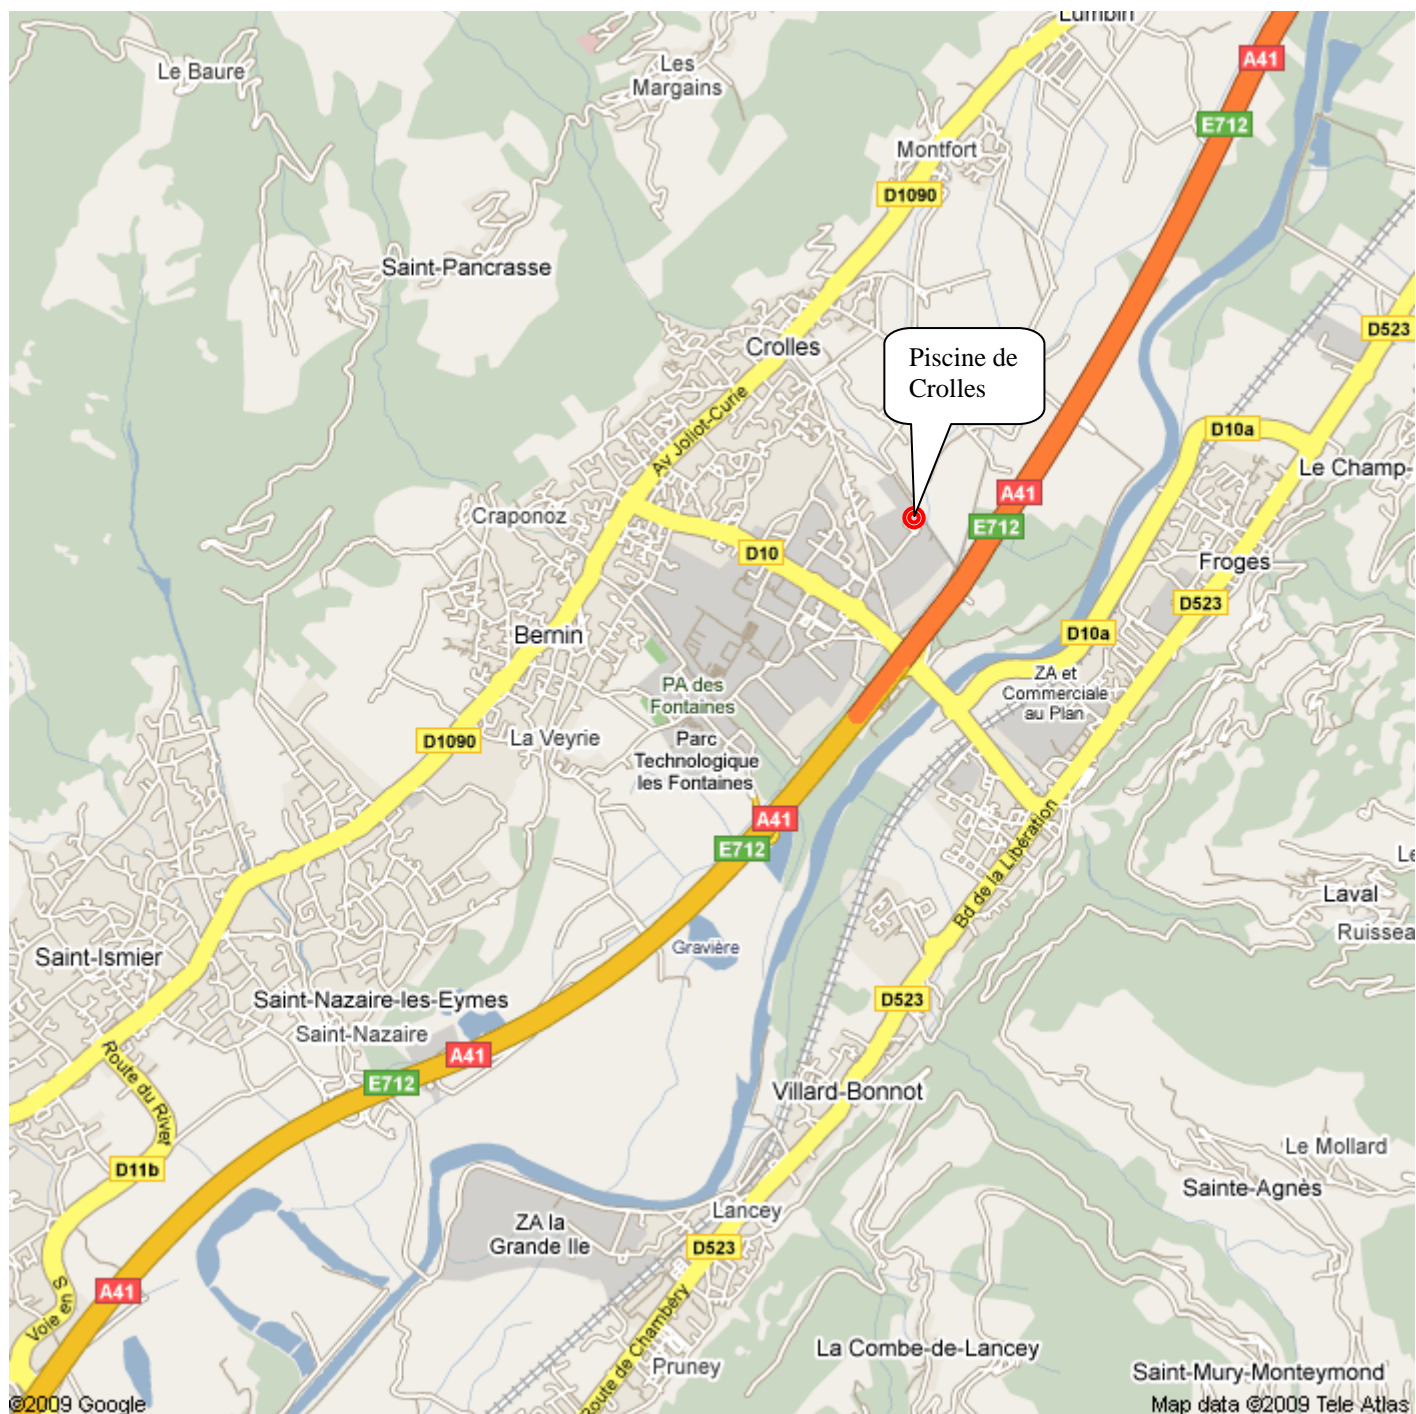 Lumbin
A41
Le Baure
Les
Margains
E712
Montfort
D1090
Saint-Pancrasse
D523
Crolles
Piscine de
Crolles
Av Joliot-Curie
D10a
Le Champ-
A41
E712
Craponoz
D10
Froges
D523
Bernin
D10a
ZA et
Commerciale
au Plan
PA des
Fontaines
D1090
La Veyrie
Parc
Technologique
les Fontaines
A41
E712
Bd de la Libération
Laval
Ruissea
Gravière
Saint-Ismier
Saint-Nazaire-les-Eymes
Saint-Nazaire
D523
A41
E712
Route du Rivet
Villard-Bonnot
D11b
Le Mollard
Sainte-Agnès
Lancey
ZA la
Grande Ile
D523
A41
Voie en S
Route de Chambéry
La Combe-de-Lancey
Pruney
Saint-Mury-Monteymond
©2009 Google
Map data ©2009 Tele Atlas